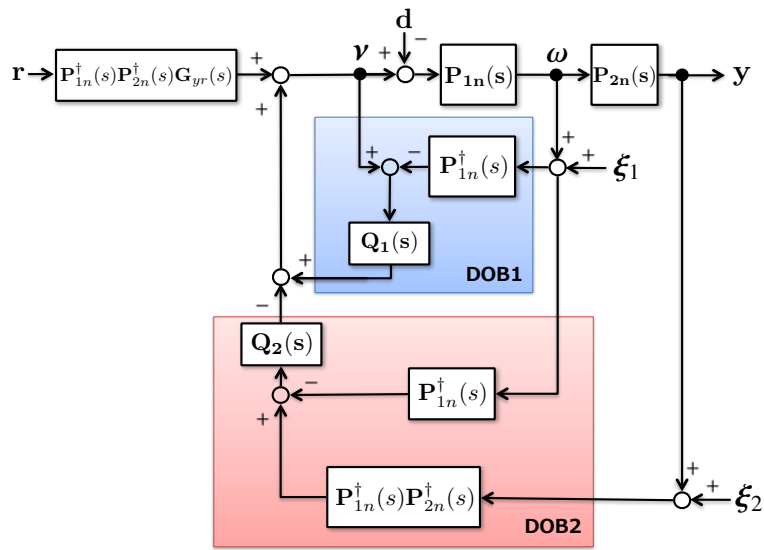 d
− + + ν ω
r P†1n(s)P†2n(s)Gyr(s) P1n(s) P2n(s) y
+
+ − P†1n(s) + + ξ1
Q1(s)
+ DOB1
−
Q2(s)
− P†1n(s)
+
+ + ξ2
P†1n(s)P†2n(s)
DOB2